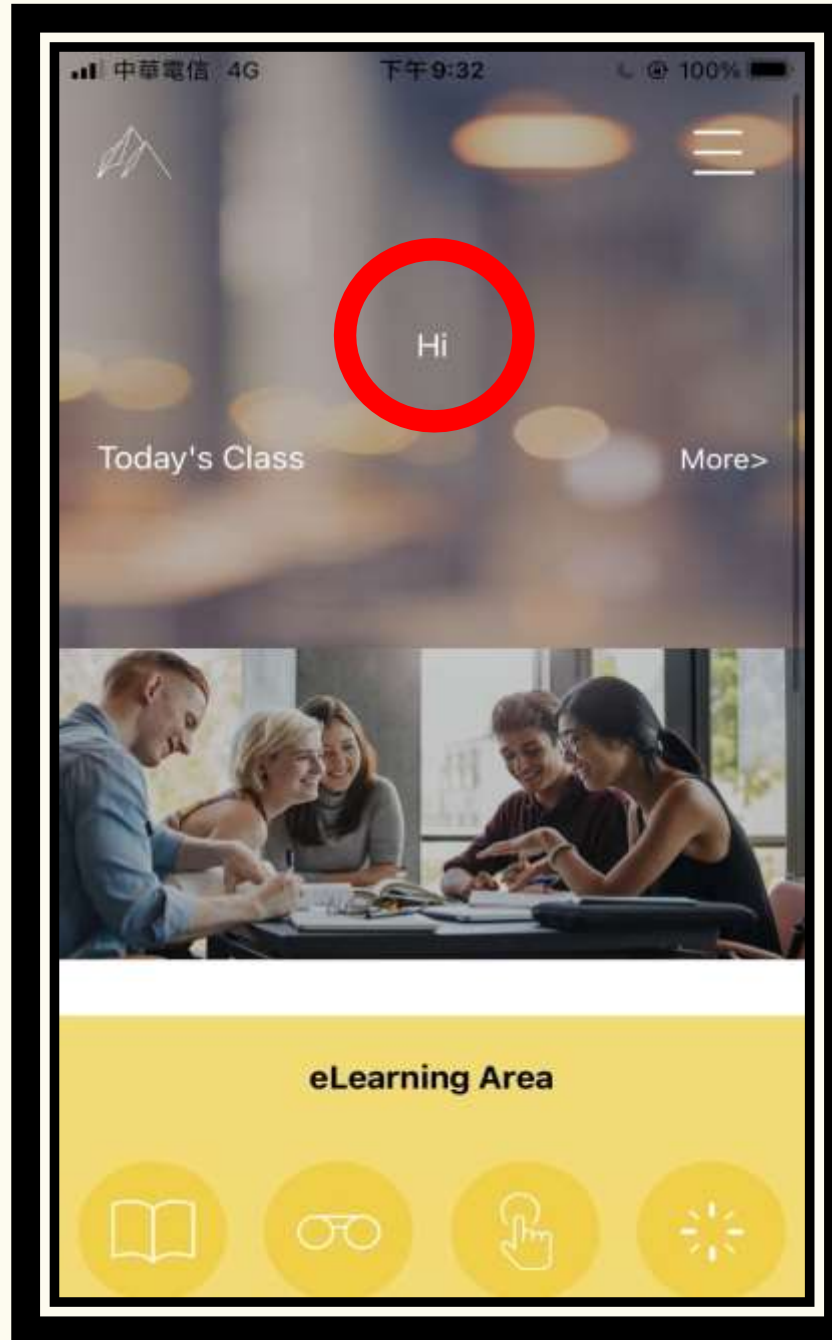 中華電信 4G 下午9:32 100%
Hi
Today's Class More>
eLearning Area